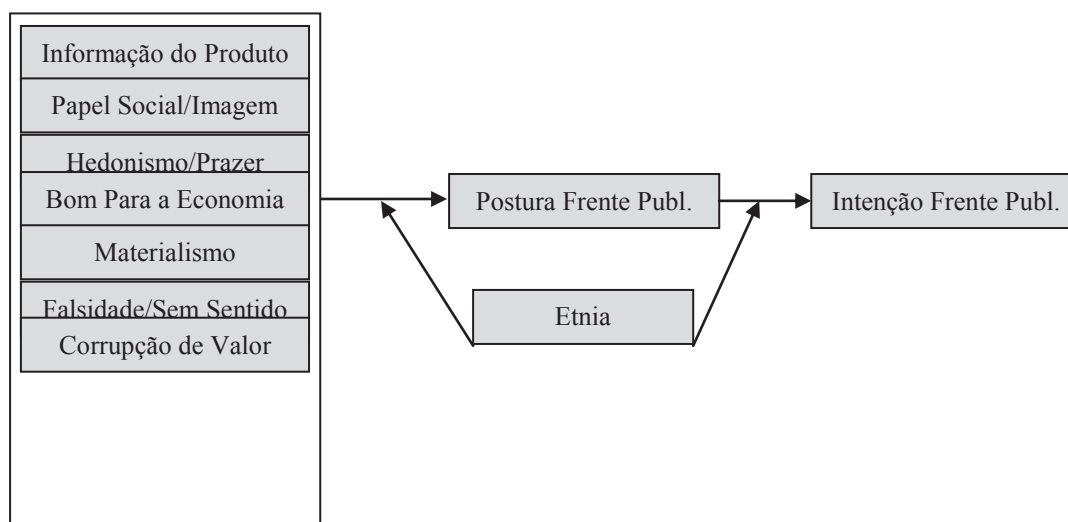 Informação do Produto
Papel Social/Imagem
Hedonismo/Prazer
Bom Para a Economia
Materialismo
Falsidade/Sem Sentido
Corrupção de Valor
Postura Frente Publ.
Intenção Frente Publ.
Etnia